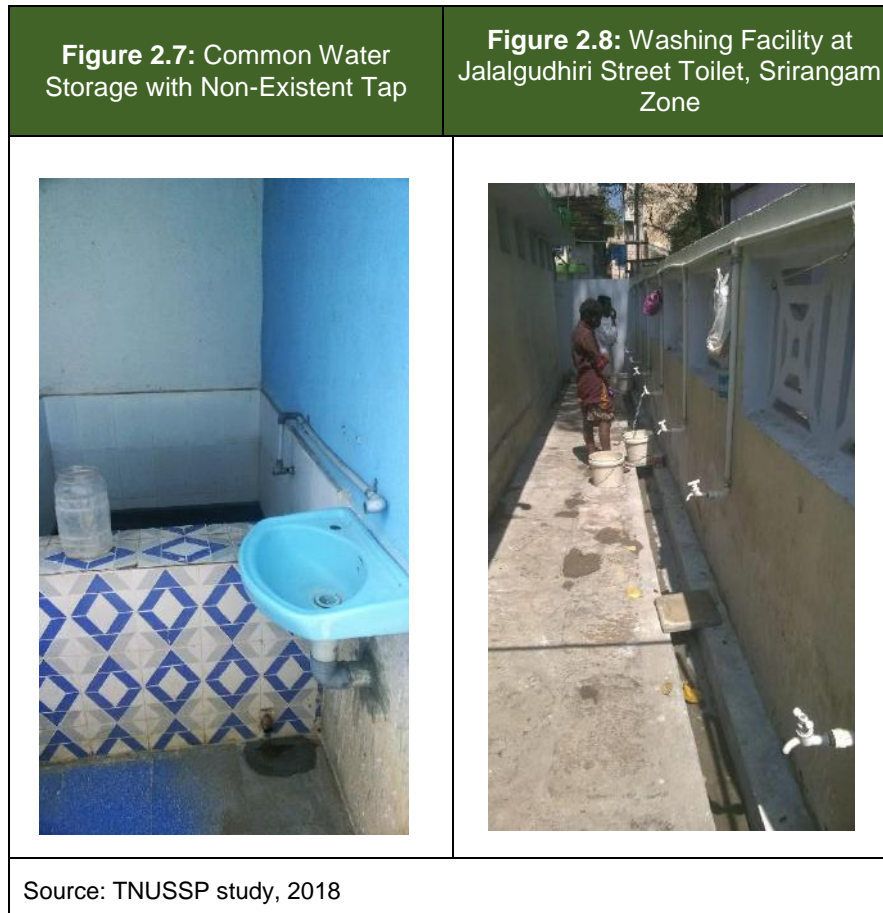 Figure 2.7: Common Water
Storage with Non-Existent Tap
Figure 2.8: Washing Facility at
Jalalgudhiri Street Toilet, Srirangam
Zone
Source: TNUSSP study, 2018